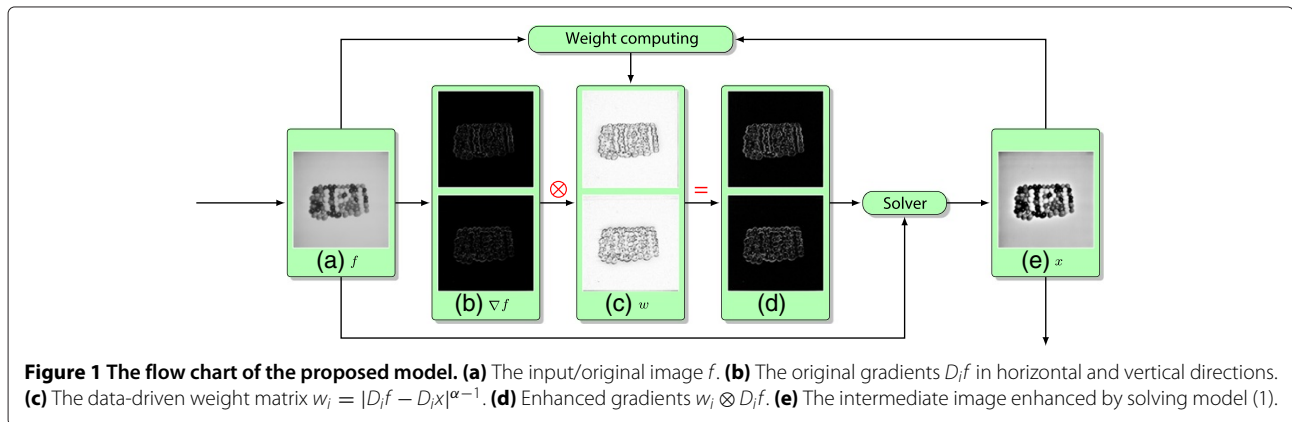 Weight computing
⊗
=
Solver
(a) f
(b) ∇f
(c) w
(d)
(e) x
Figure 1 The flow chart of the proposed model. (a) The input/original image f. (b) The original gradients Dᵢf in horizontal and vertical directions.
(c) The data-driven weight matrix wᵢ = |Dᵢf − Dᵢx|^{α−1}. (d) Enhanced gradients wᵢ ⊗ Dᵢf. (e) The intermediate image enhanced by solving model (1).